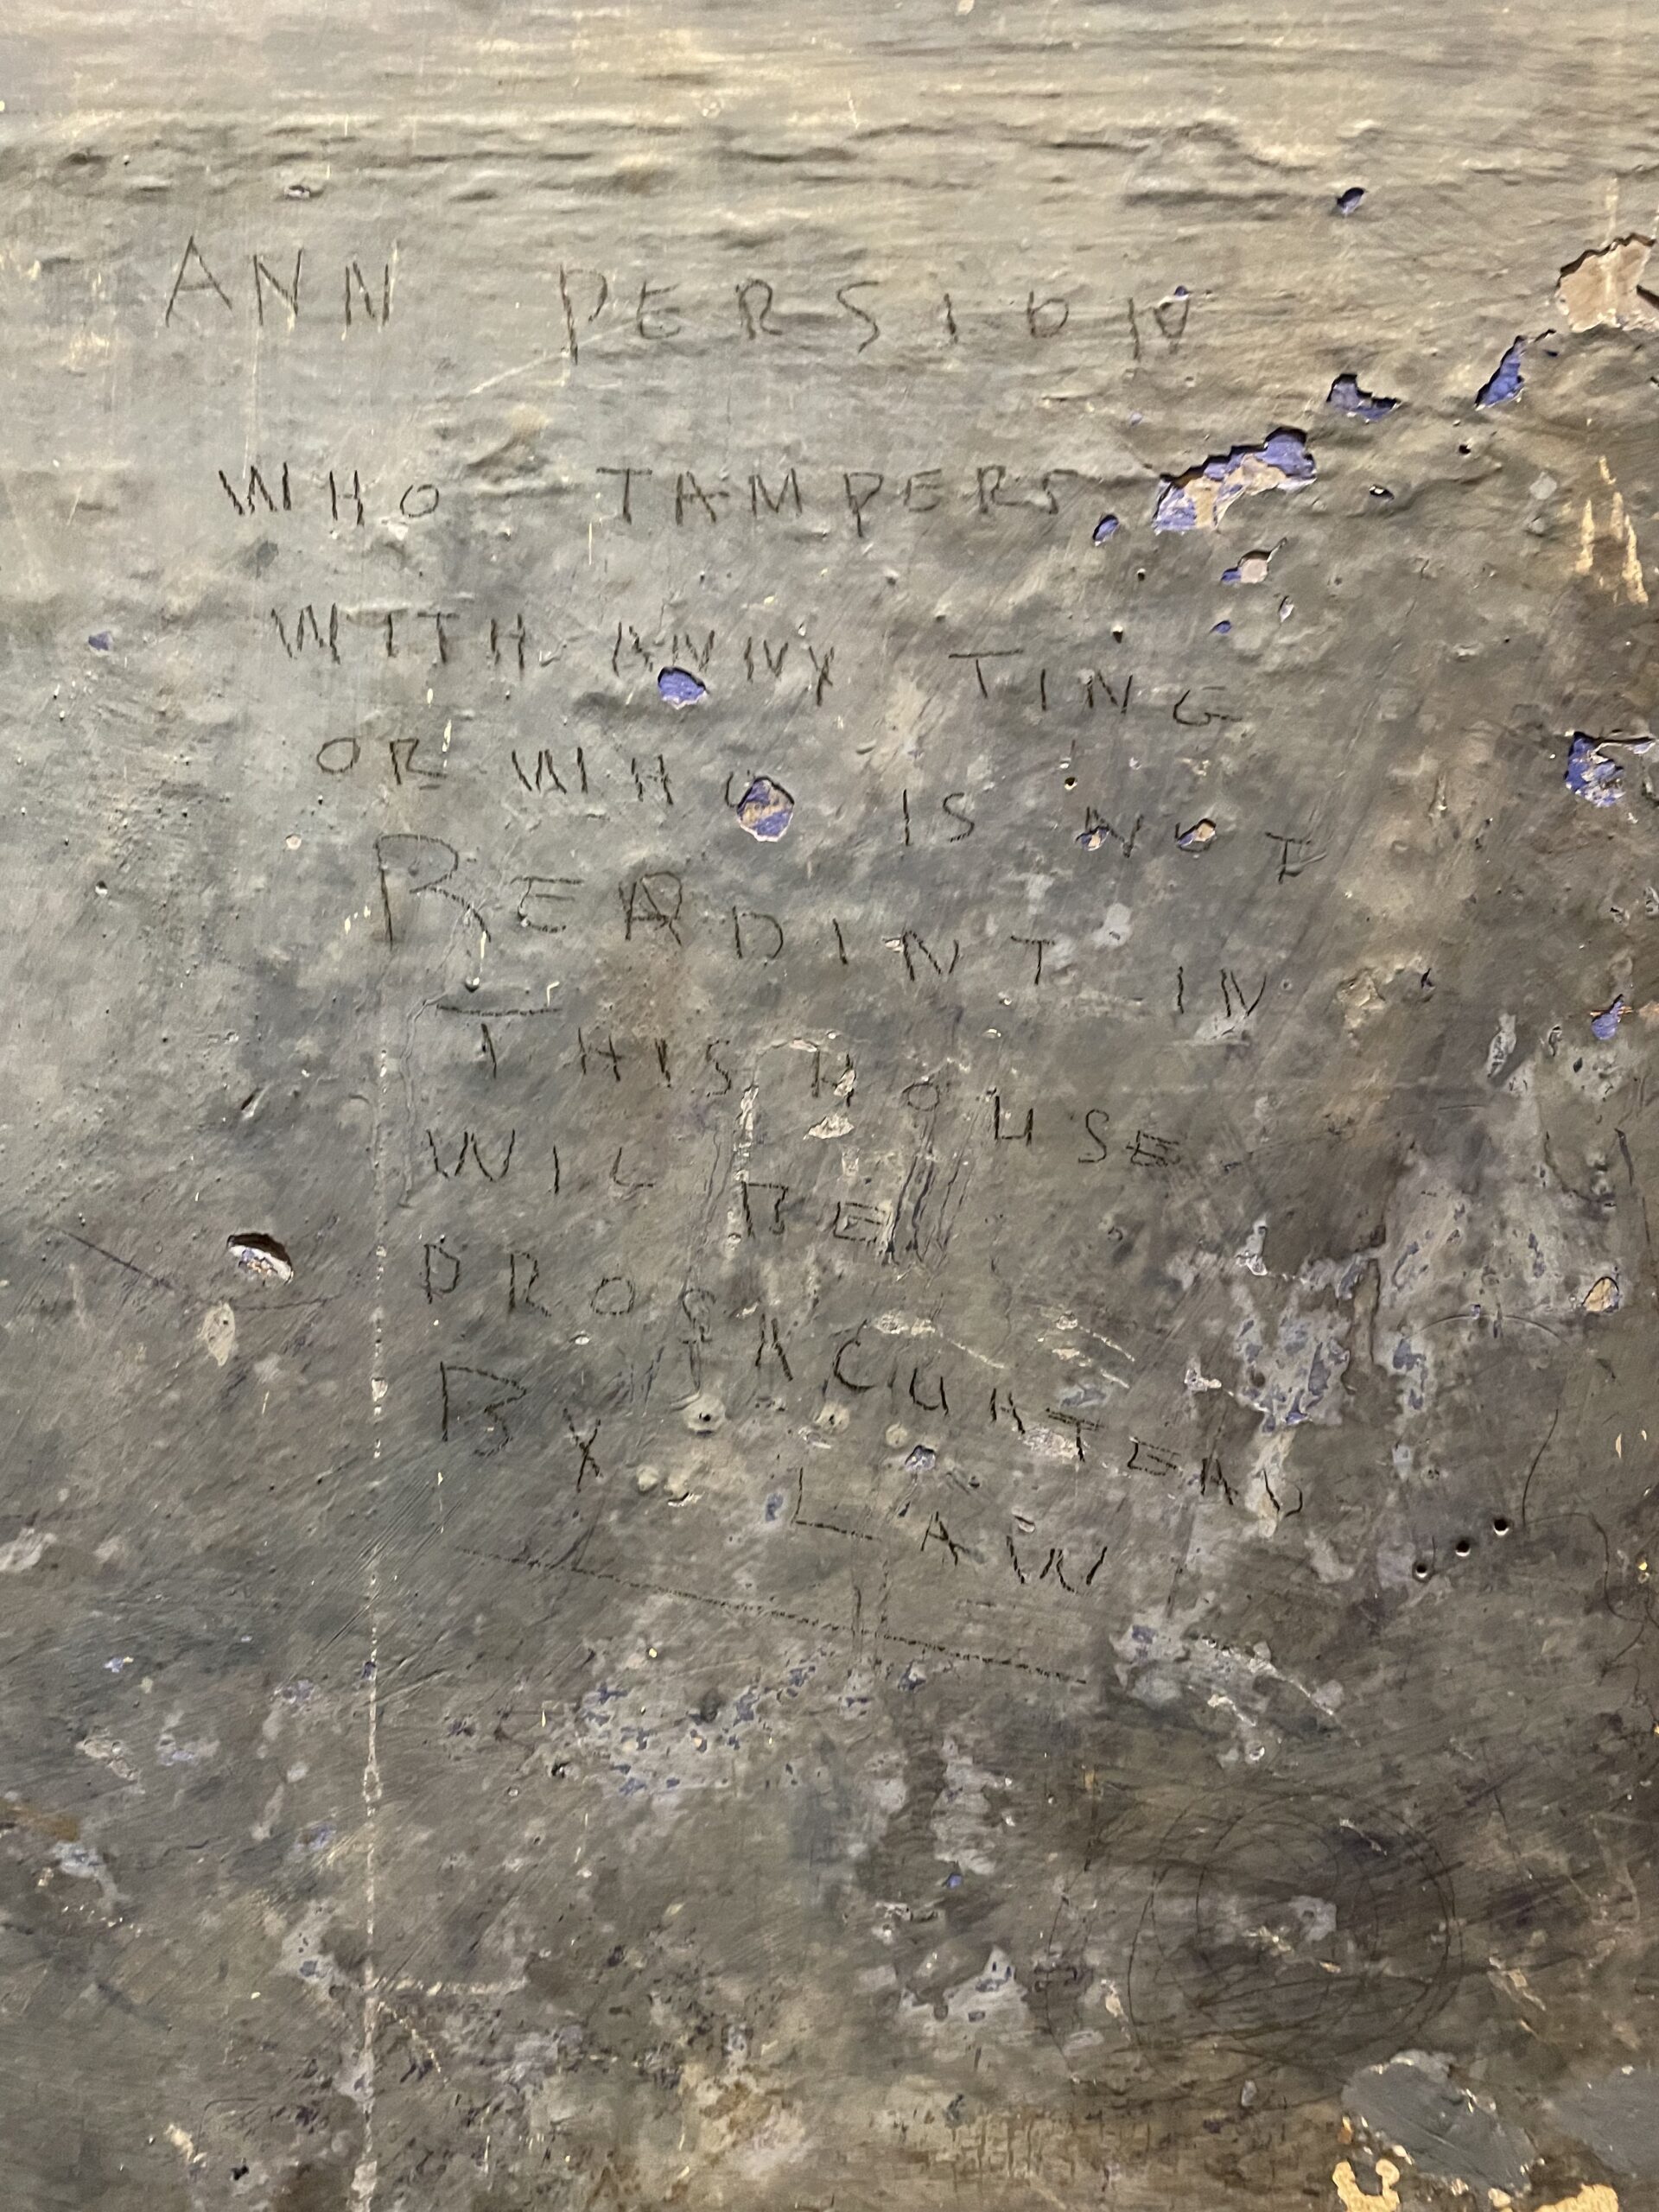 ANN PERSION
WHO TAMPERS
WITH ANNY TING
OR WHO IS NOT
READINT IN
THIS HOUSE
WIL BE
PROSACUATEAD
BY LAW